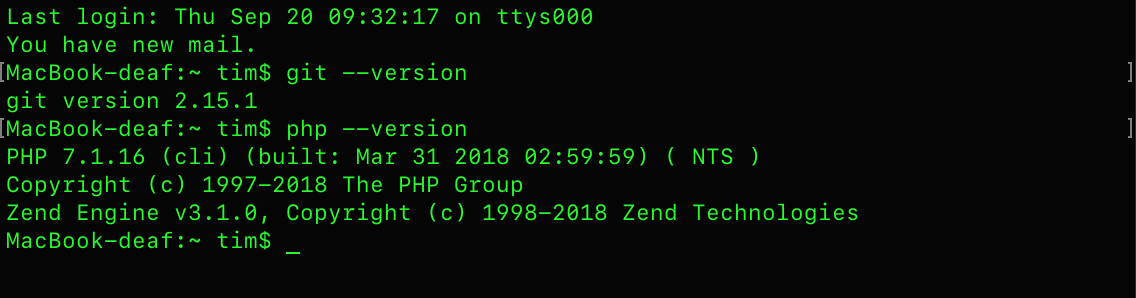 Last login: Thu Sep 20 09:32:17 on ttys000
You have new mail.
[MacBook-deaf:~ tim$ git --version ]
git version 2.15.1
[MacBook-deaf:~ tim$ php --version ]
PHP 7.1.16 (cli) (built: Mar 31 2018 02:59:59) ( NTS )
Copyright (c) 1997-2018 The PHP Group
Zend Engine v3.1.0, Copyright (c) 1998-2018 Zend Technologies
MacBook-deaf:~ tim$ _